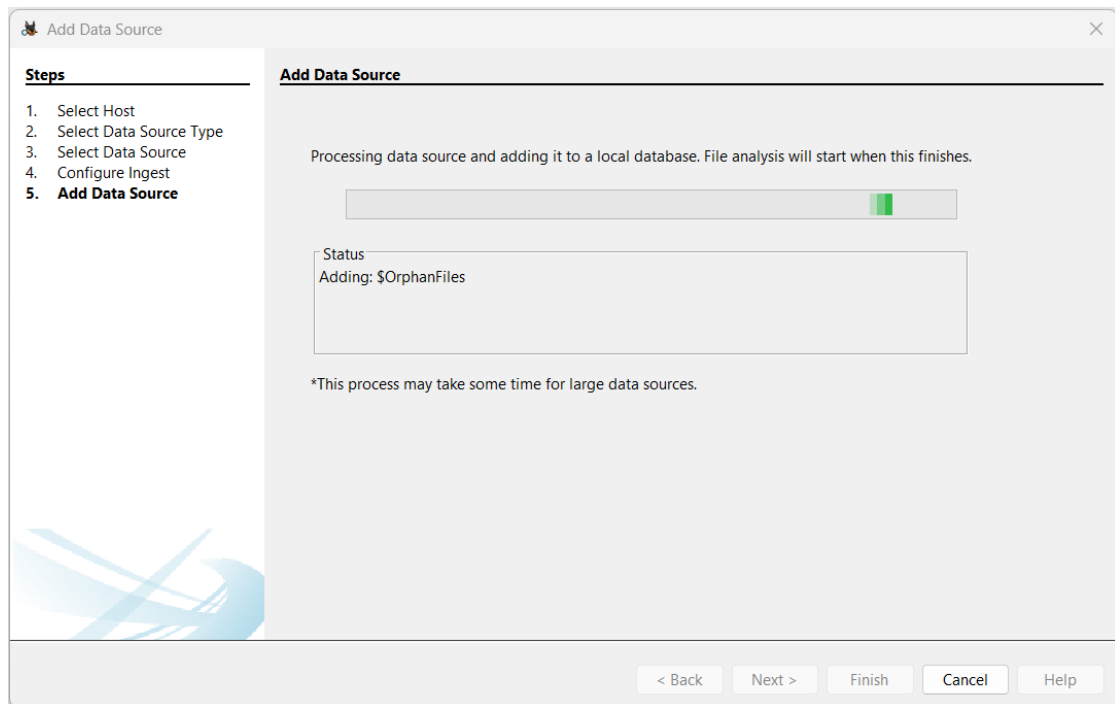 Add Data Source
Steps
1. Select Host
2. Select Data Source Type
3. Select Data Source
4. Configure Ingest
5. Add Data Source
Add Data Source
Processing data source and adding it to a local database. File analysis will start when this finishes.
Status
Adding: $OrphanFiles
*This process may take some time for large data sources.
< Back
Next >
Finish
Cancel
Help